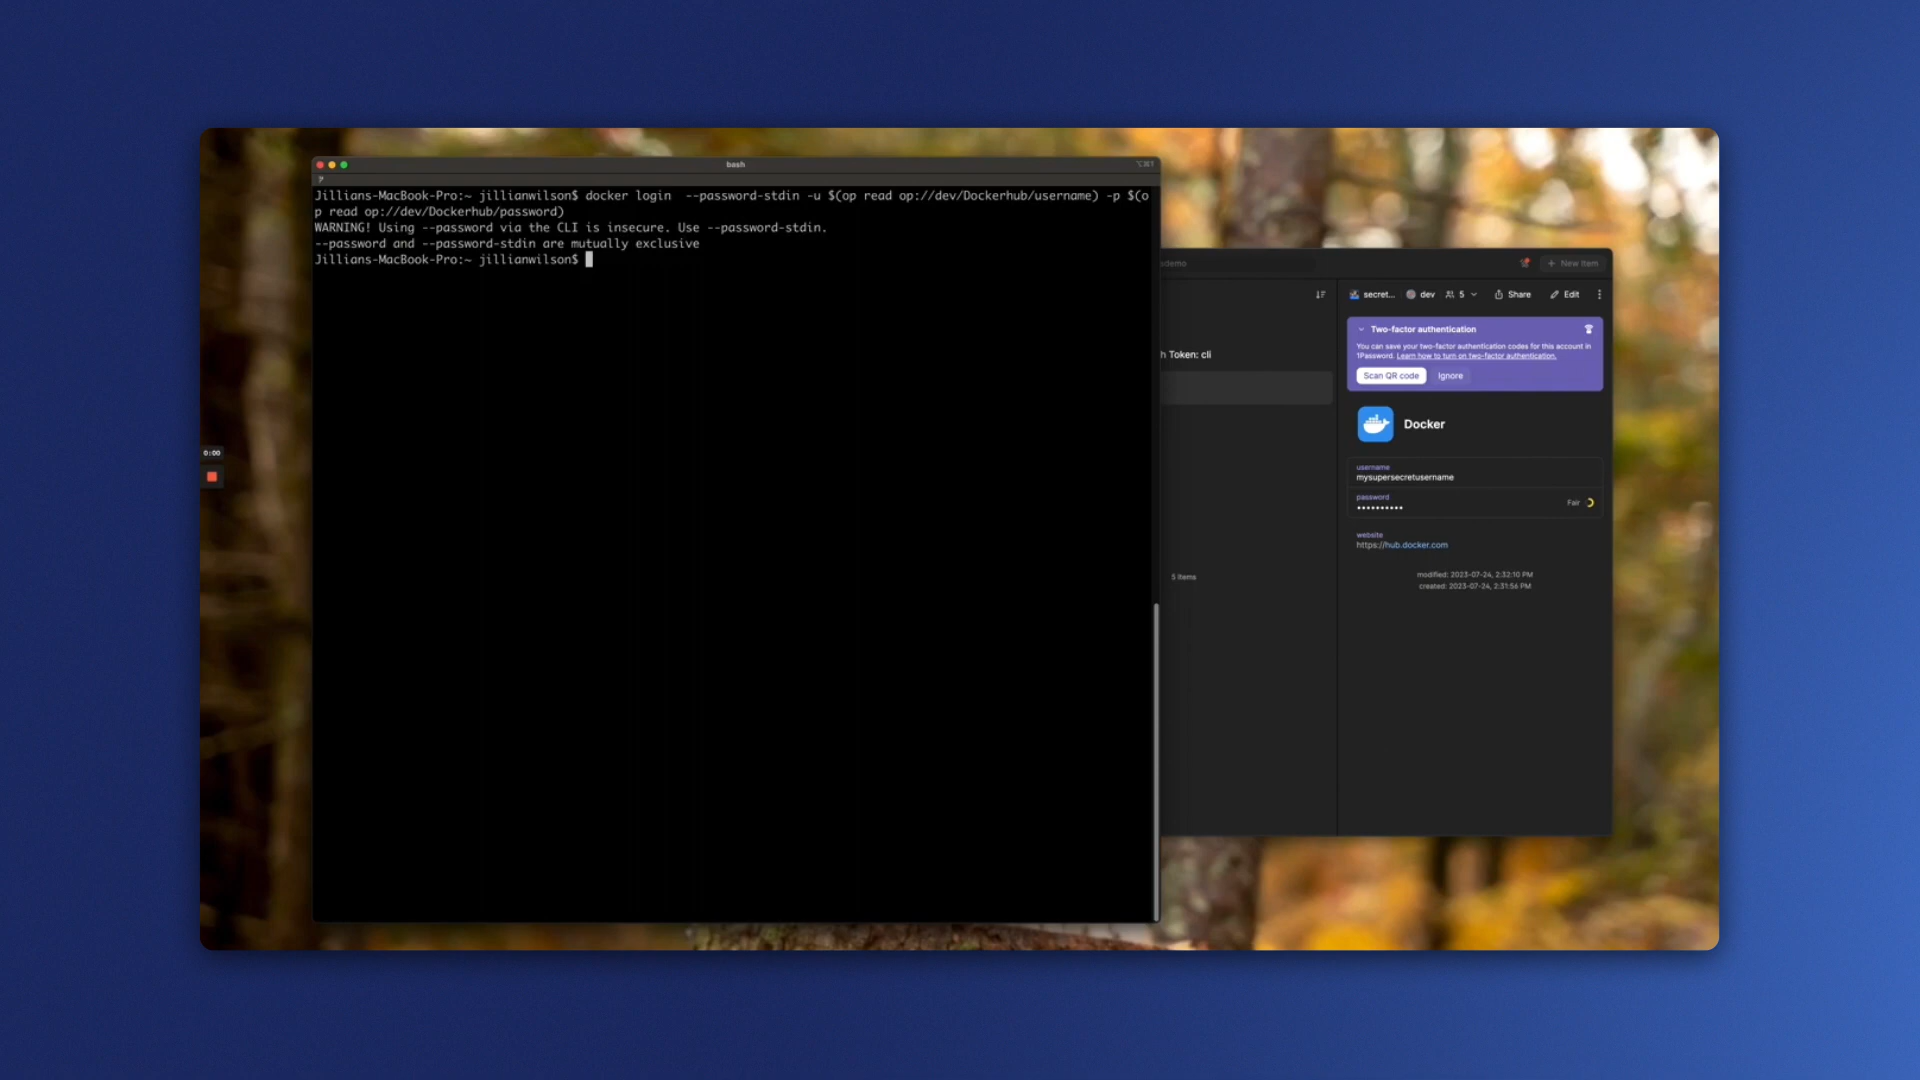 bash
⌥⌘1
Jillians-MacBook-Pro:~ jillianwilson$ docker login  --password-stdin -u $(op read op://dev/Dockerhub/username) -p $(o
p read op://dev/Dockerhub/password)
WARNING! Using --password via the CLI is insecure. Use --password-stdin.
--password and --password-stdin are mutually exclusive
Jillians-MacBook-Pro:~ jillianwilson$
demo
+ New Item
secret... dev 5 Share Edit
Two-factor authentication
You can save your two-factor authentication codes for this account in
1Password. Learn how to turn on two-factor authentication.
Scan QR code Ignore
h Token: cli
Docker
username
mysupersecretusername
password
••••••••••
Fair
website
https://hub.docker.com
5 Items
modified: 2023-07-24, 2:32:10 PM
created: 2023-07-24, 2:31:56 PM
0:00